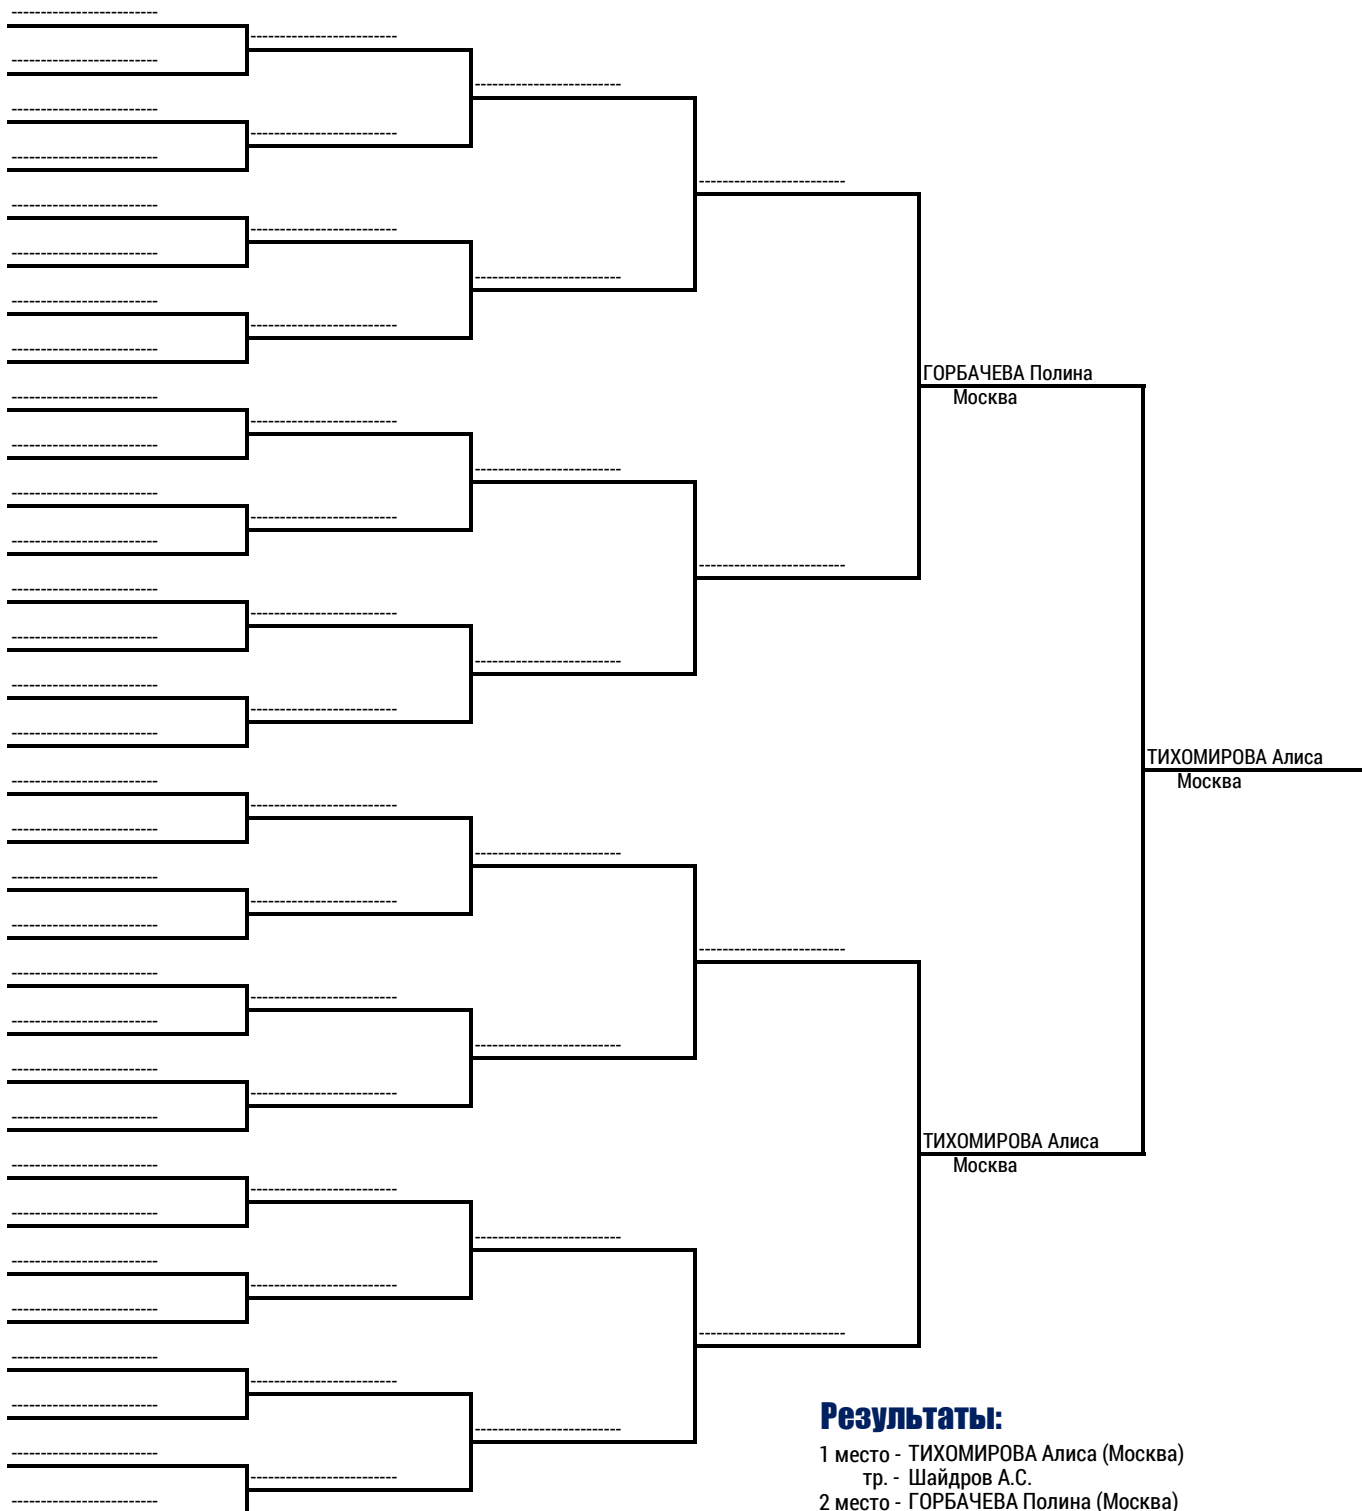 ГОРБАЧЕВА Полина
Москва
ТИХОМИРОВА Алиса
Москва
ТИХОМИРОВА Алиса
Москва
Результаты:
1 место - ТИХОМИРОВА Алиса (Москва)
тр. - Шайдров А.С.
2 место - ГОРБАЧЕВА Полина (Москва)